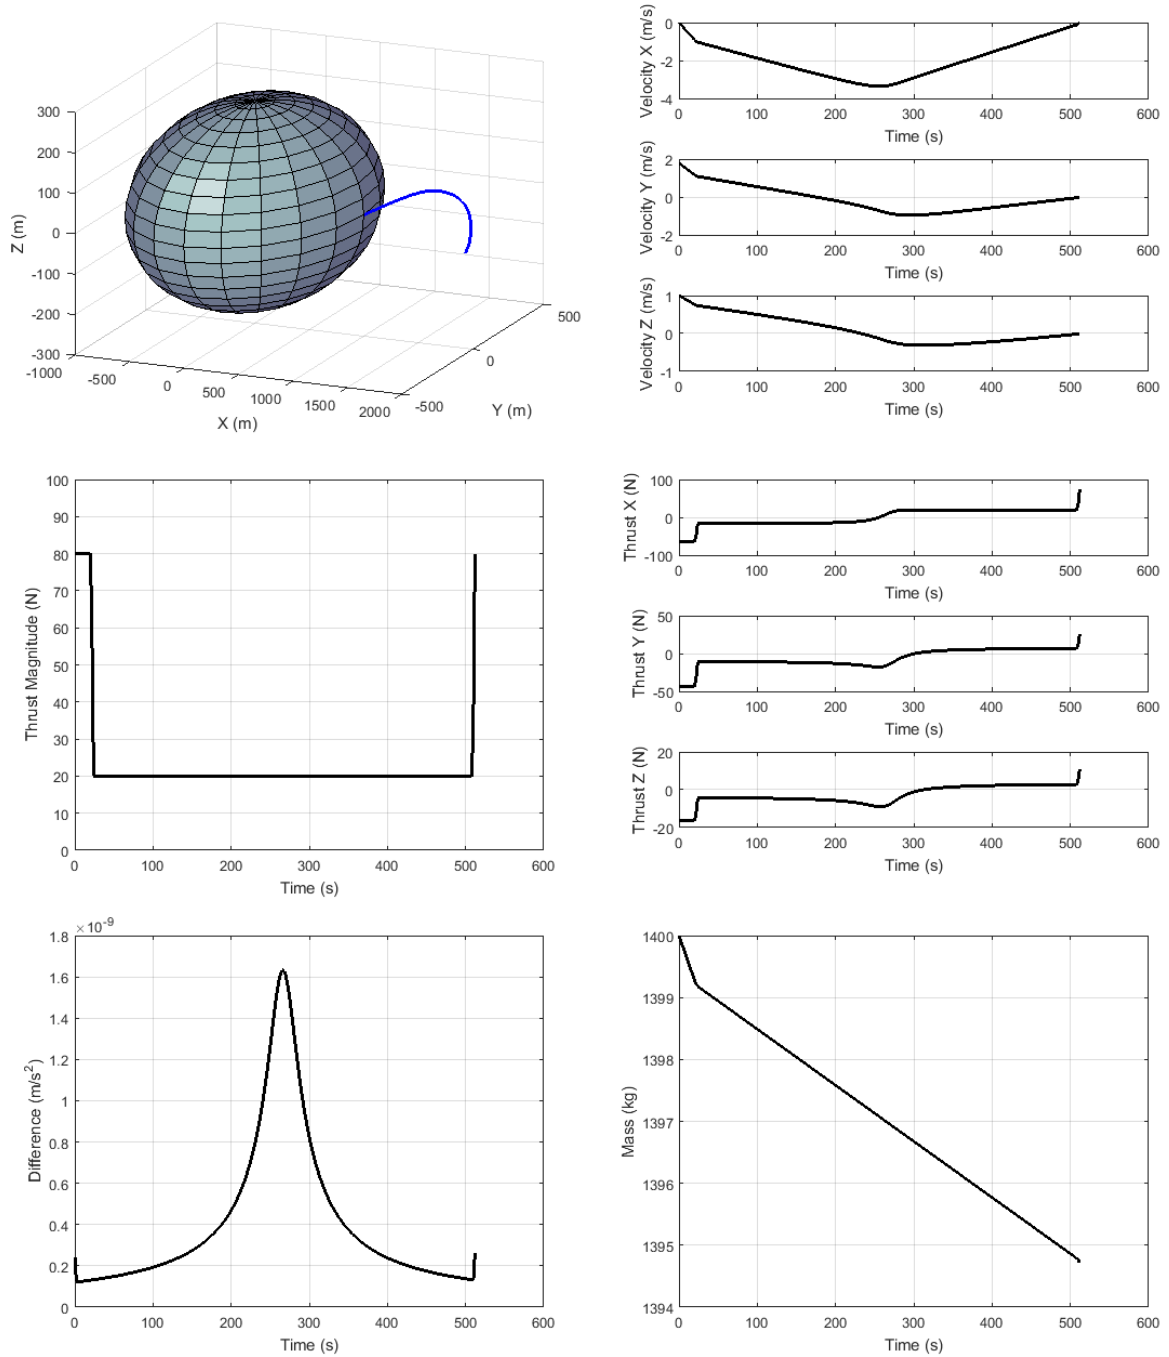 300
200
100
0
-100
-200
-300
Z (m)
-1000
-500
0
500
1000
1500
2000
X (m)
-500
0
500
Y (m)
0
-2
-4
Velocity X (m/s)
0 100 200 300 400 500 600
Time (s)
2
0
-2
Velocity Y (m/s)
0 100 200 300 400 500 600
Time (s)
1
0
-1
Velocity Z (m/s)
0 100 200 300 400 500 600
Time (s)
100
90
80
70
60
50
40
30
20
10
0
Thrust Magnitude (N)
0 100 200 300 400 500 600
Time (s)
100
0
-100
Thrust X (N)
0 100 200 300 400 500 600
Time (s)
50
0
-50
Thrust Y (N)
0 100 200 300 400 500 600
Time (s)
20
0
-20
Thrust Z (N)
0 100 200 300 400 500 600
Time (s)
×10⁻⁹
1.8
1.6
1.4
1.2
1
0.8
0.6
0.4
0.2
0
Difference (m/s²)
0 100 200 300 400 500 600
Time (s)
1400
1399
1398
1397
1396
1395
1394
Mass (kg)
0 100 200 300 400 500 600
Time (s)